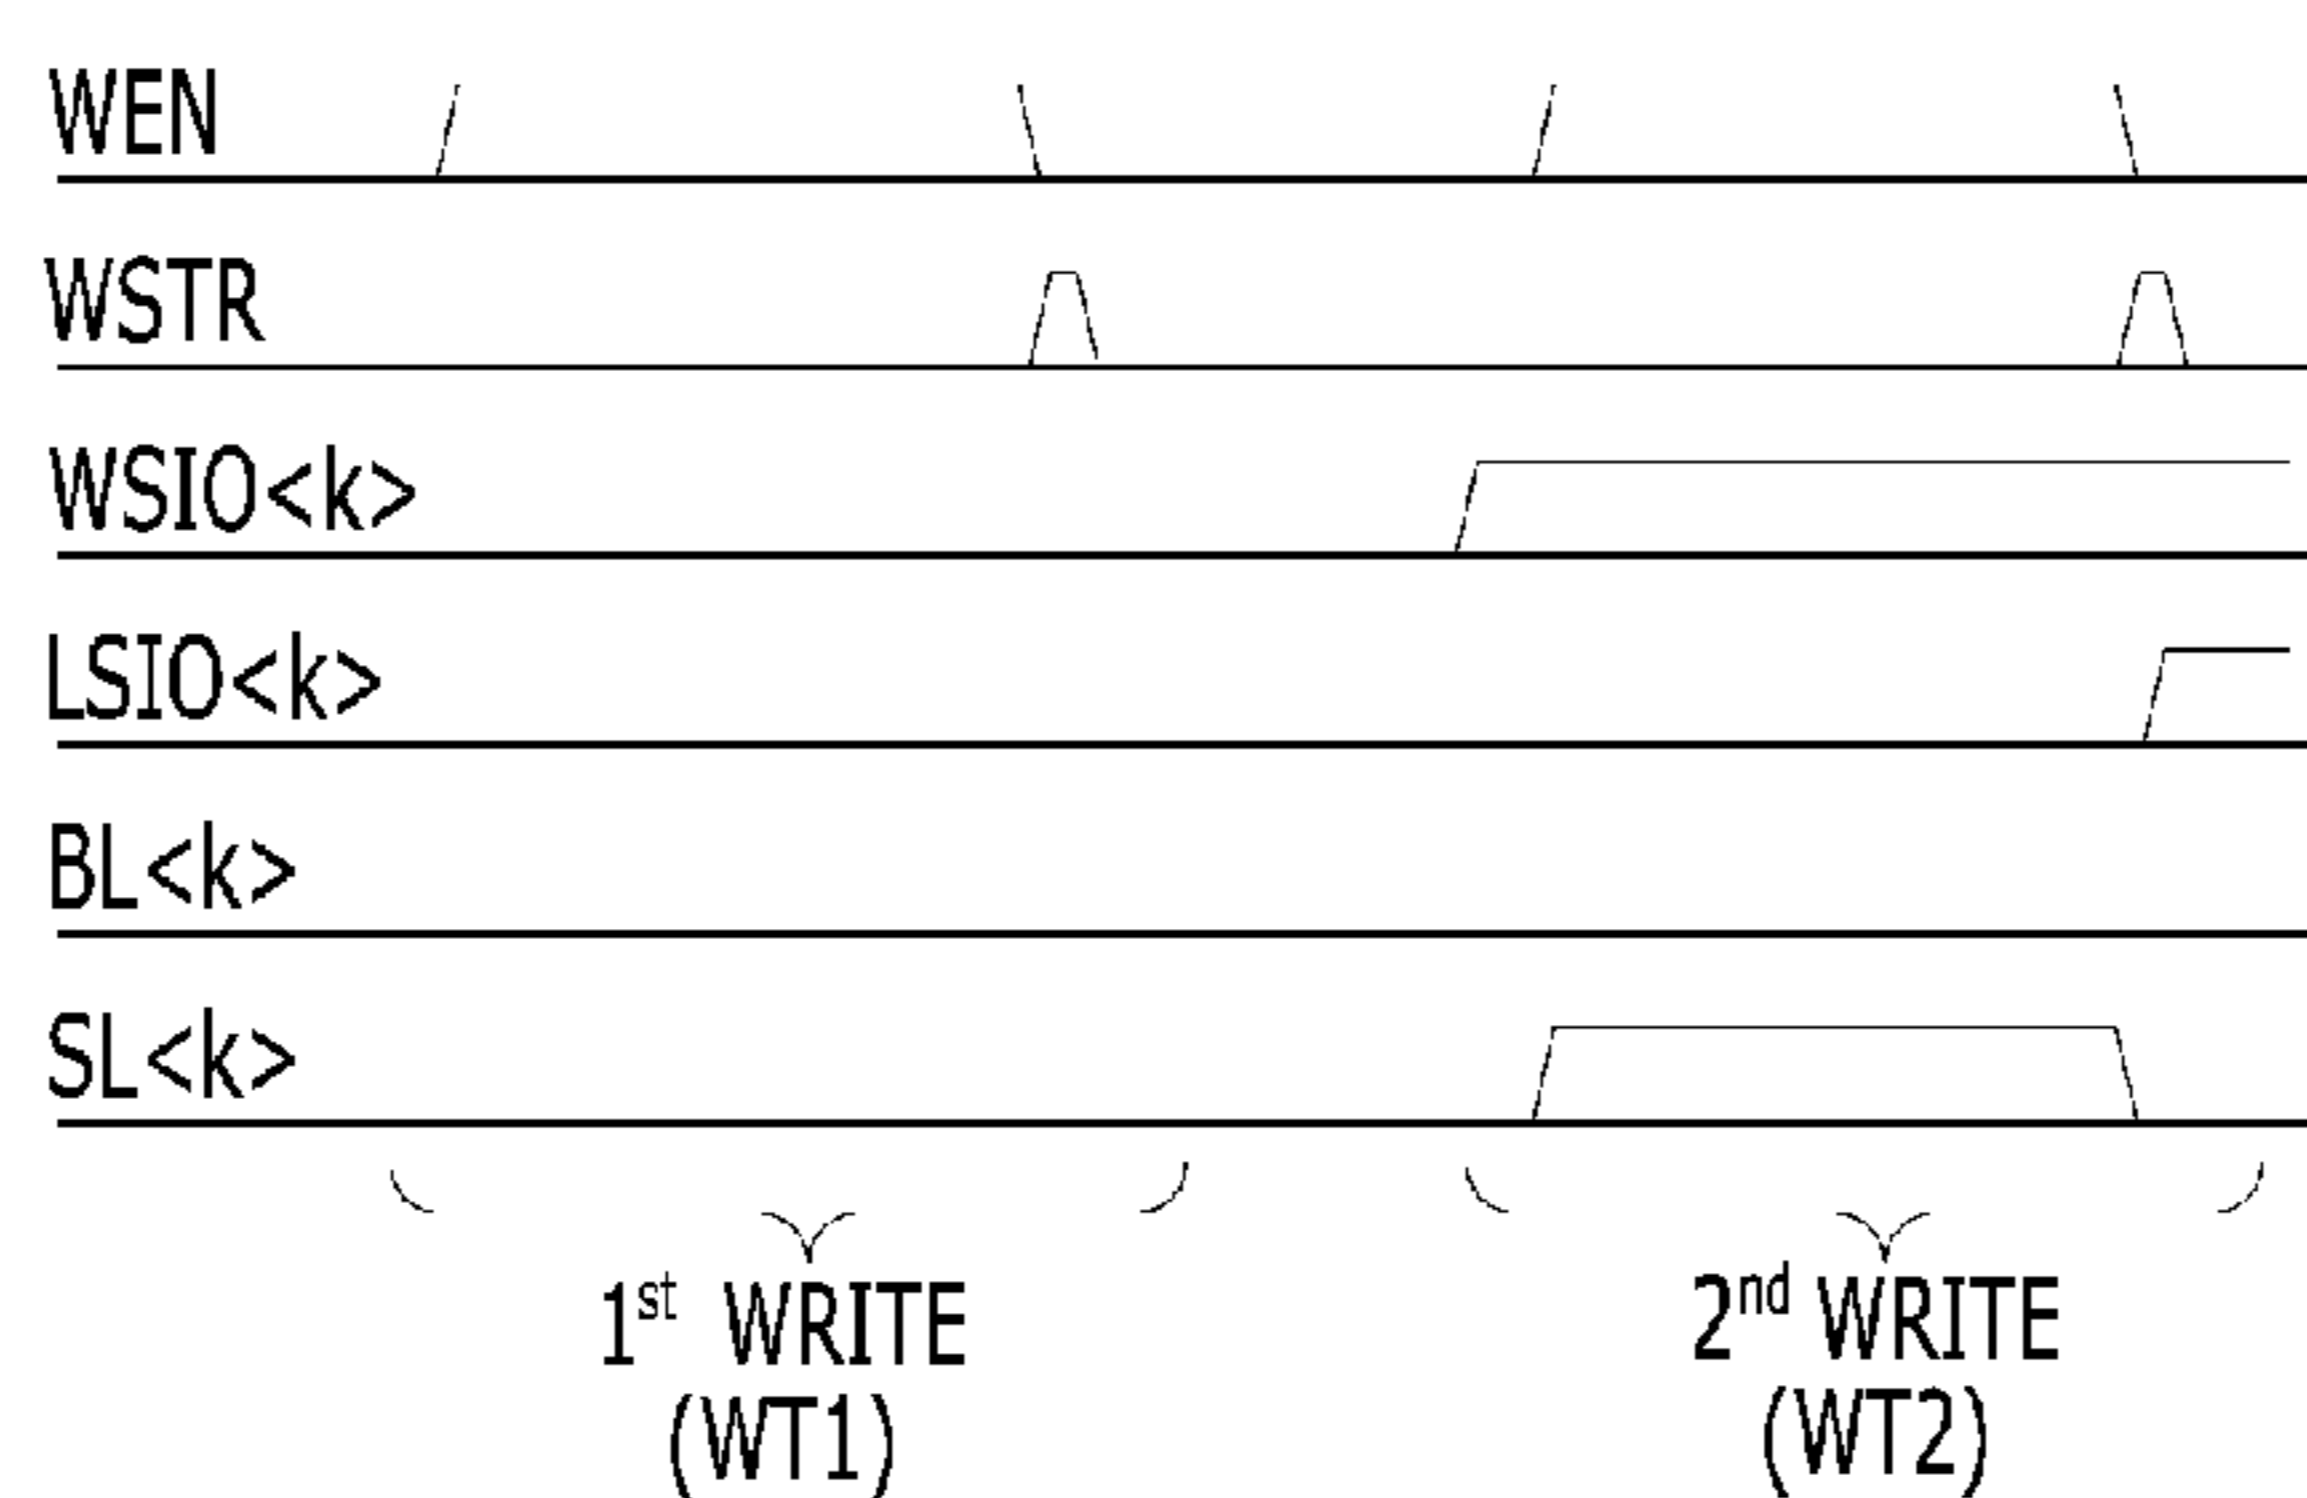 WEN
WSTR
WSIO<k>
LSIO<k>
BL<k>
SL<k>
1st WRITE
(WT1)
2nd WRITE
(WT2)